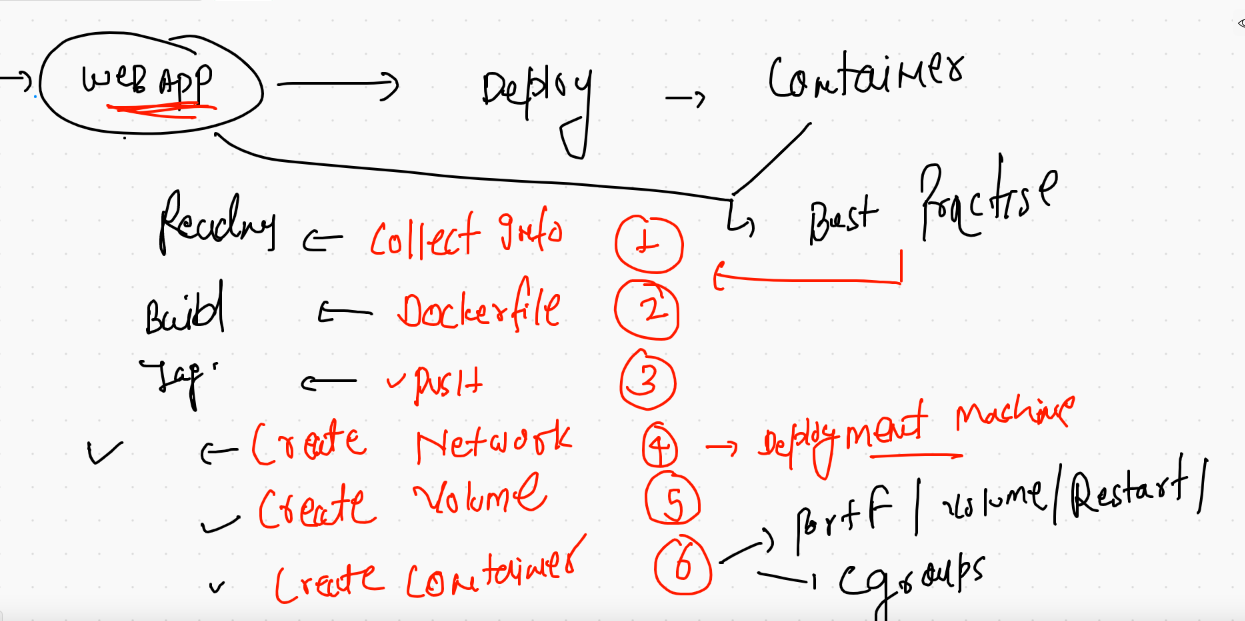 WEB APP → Deploy → Container
↳ Best Practise
Reading ← Collect Info 1
Build ← Dockerfile 2
Tag ← ✓ Push 3
✓ ← Create Network 4 → Deployment Machine
✓ Create Volume 5
✓ Create Container 6 → Port F / Volume / Restart /
→ Cgroups